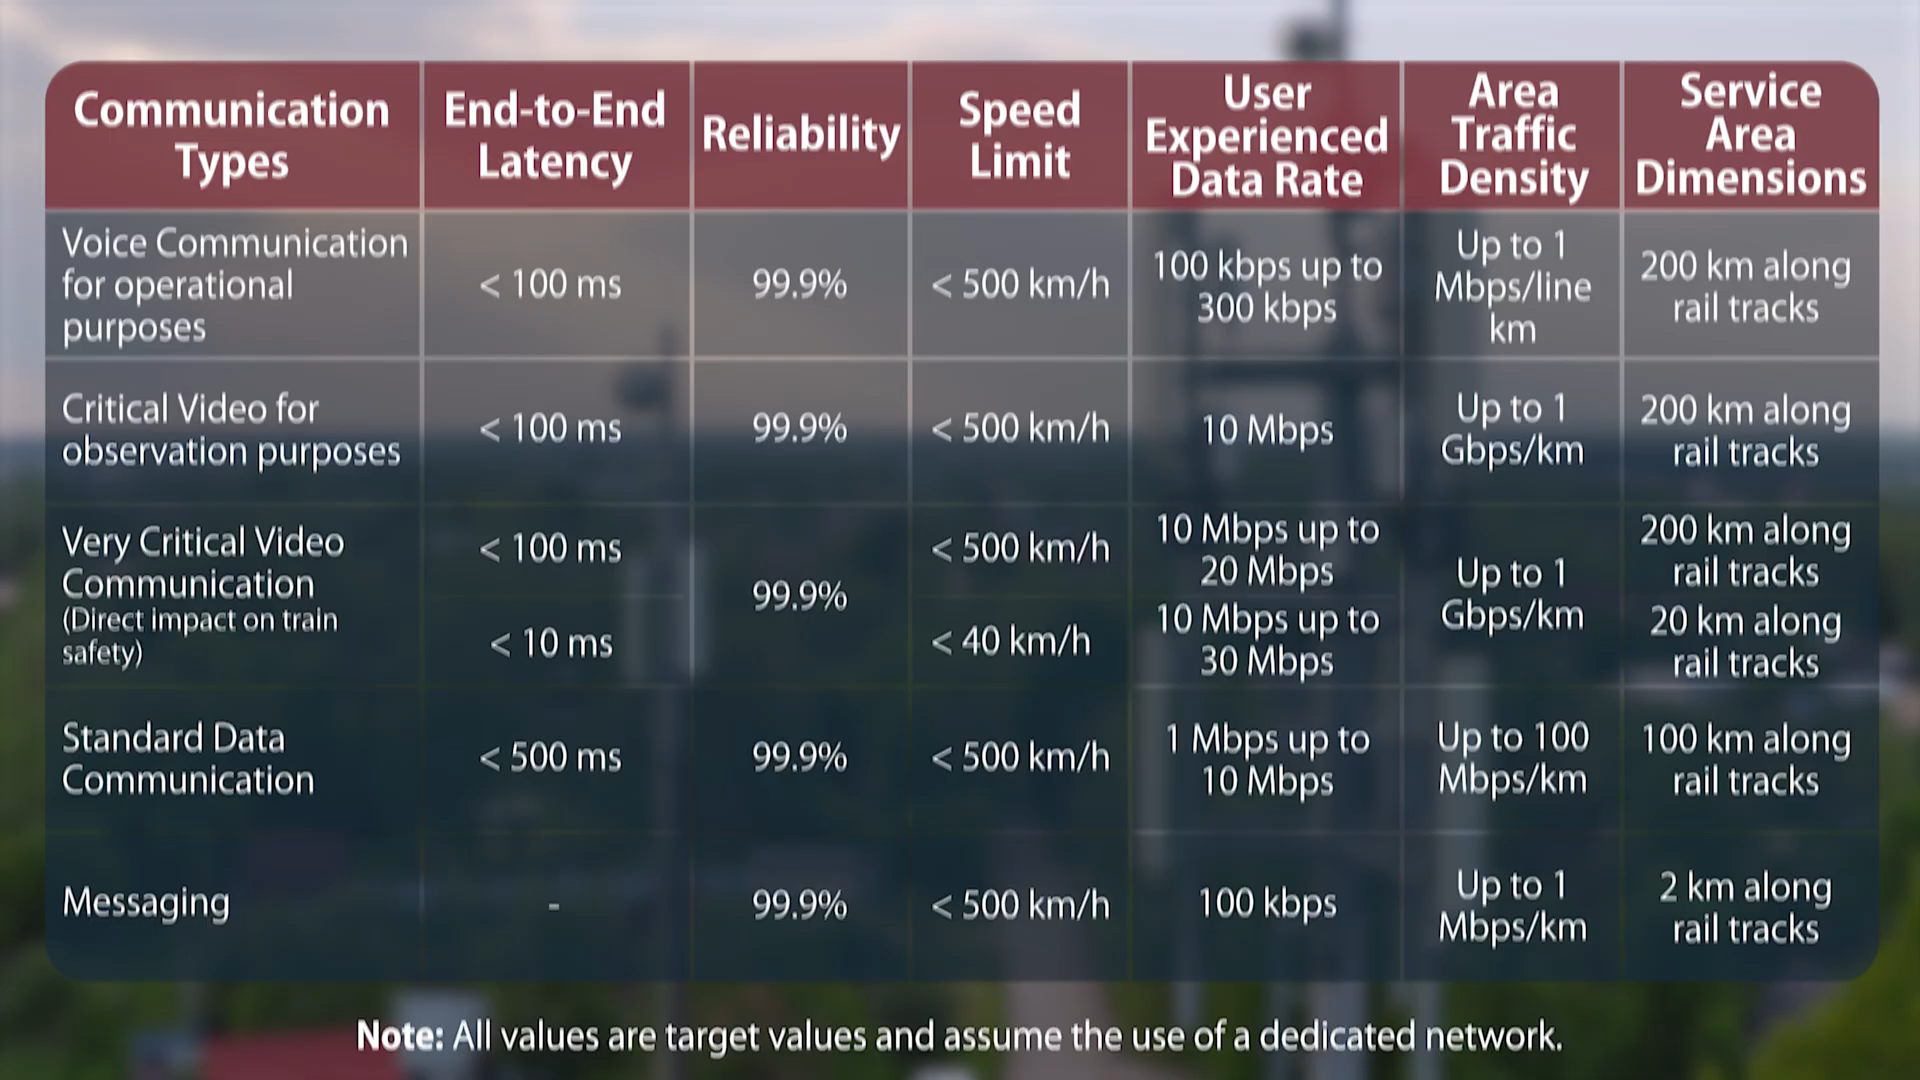 Communication
Types
End-to-End
Latency
Reliability
Speed
Limit
User
Experienced
Data Rate
Area
Traffic
Density
Service
Area
Dimensions
Voice Communication
for operational
purposes
< 100 ms
99.9%
< 500 km/h
100 kbps up to
300 kbps
Up to 1
Mbps/line
km
200 km along
rail tracks
Critical Video for
observation purposes
< 100 ms
99.9%
< 500 km/h
10 Mbps
Up to 1
Gbps/km
200 km along
rail tracks
Very Critical Video
Communication
(Direct impact on train
safety)
< 100 ms
< 10 ms
99.9%
< 500 km/h
< 40 km/h
10 Mbps up to
20 Mbps
10 Mbps up to
30 Mbps
Up to 1
Gbps/km
200 km along
rail tracks
20 km along
rail tracks
Standard Data
Communication
< 500 ms
99.9%
< 500 km/h
1 Mbps up to
10 Mbps
Up to 100
Mbps/km
100 km along
rail tracks
Messaging
-
99.9%
< 500 km/h
100 kbps
Up to 1
Mbps/km
2 km along
rail tracks
Note: All values are target values and assume the use of a dedicated network.